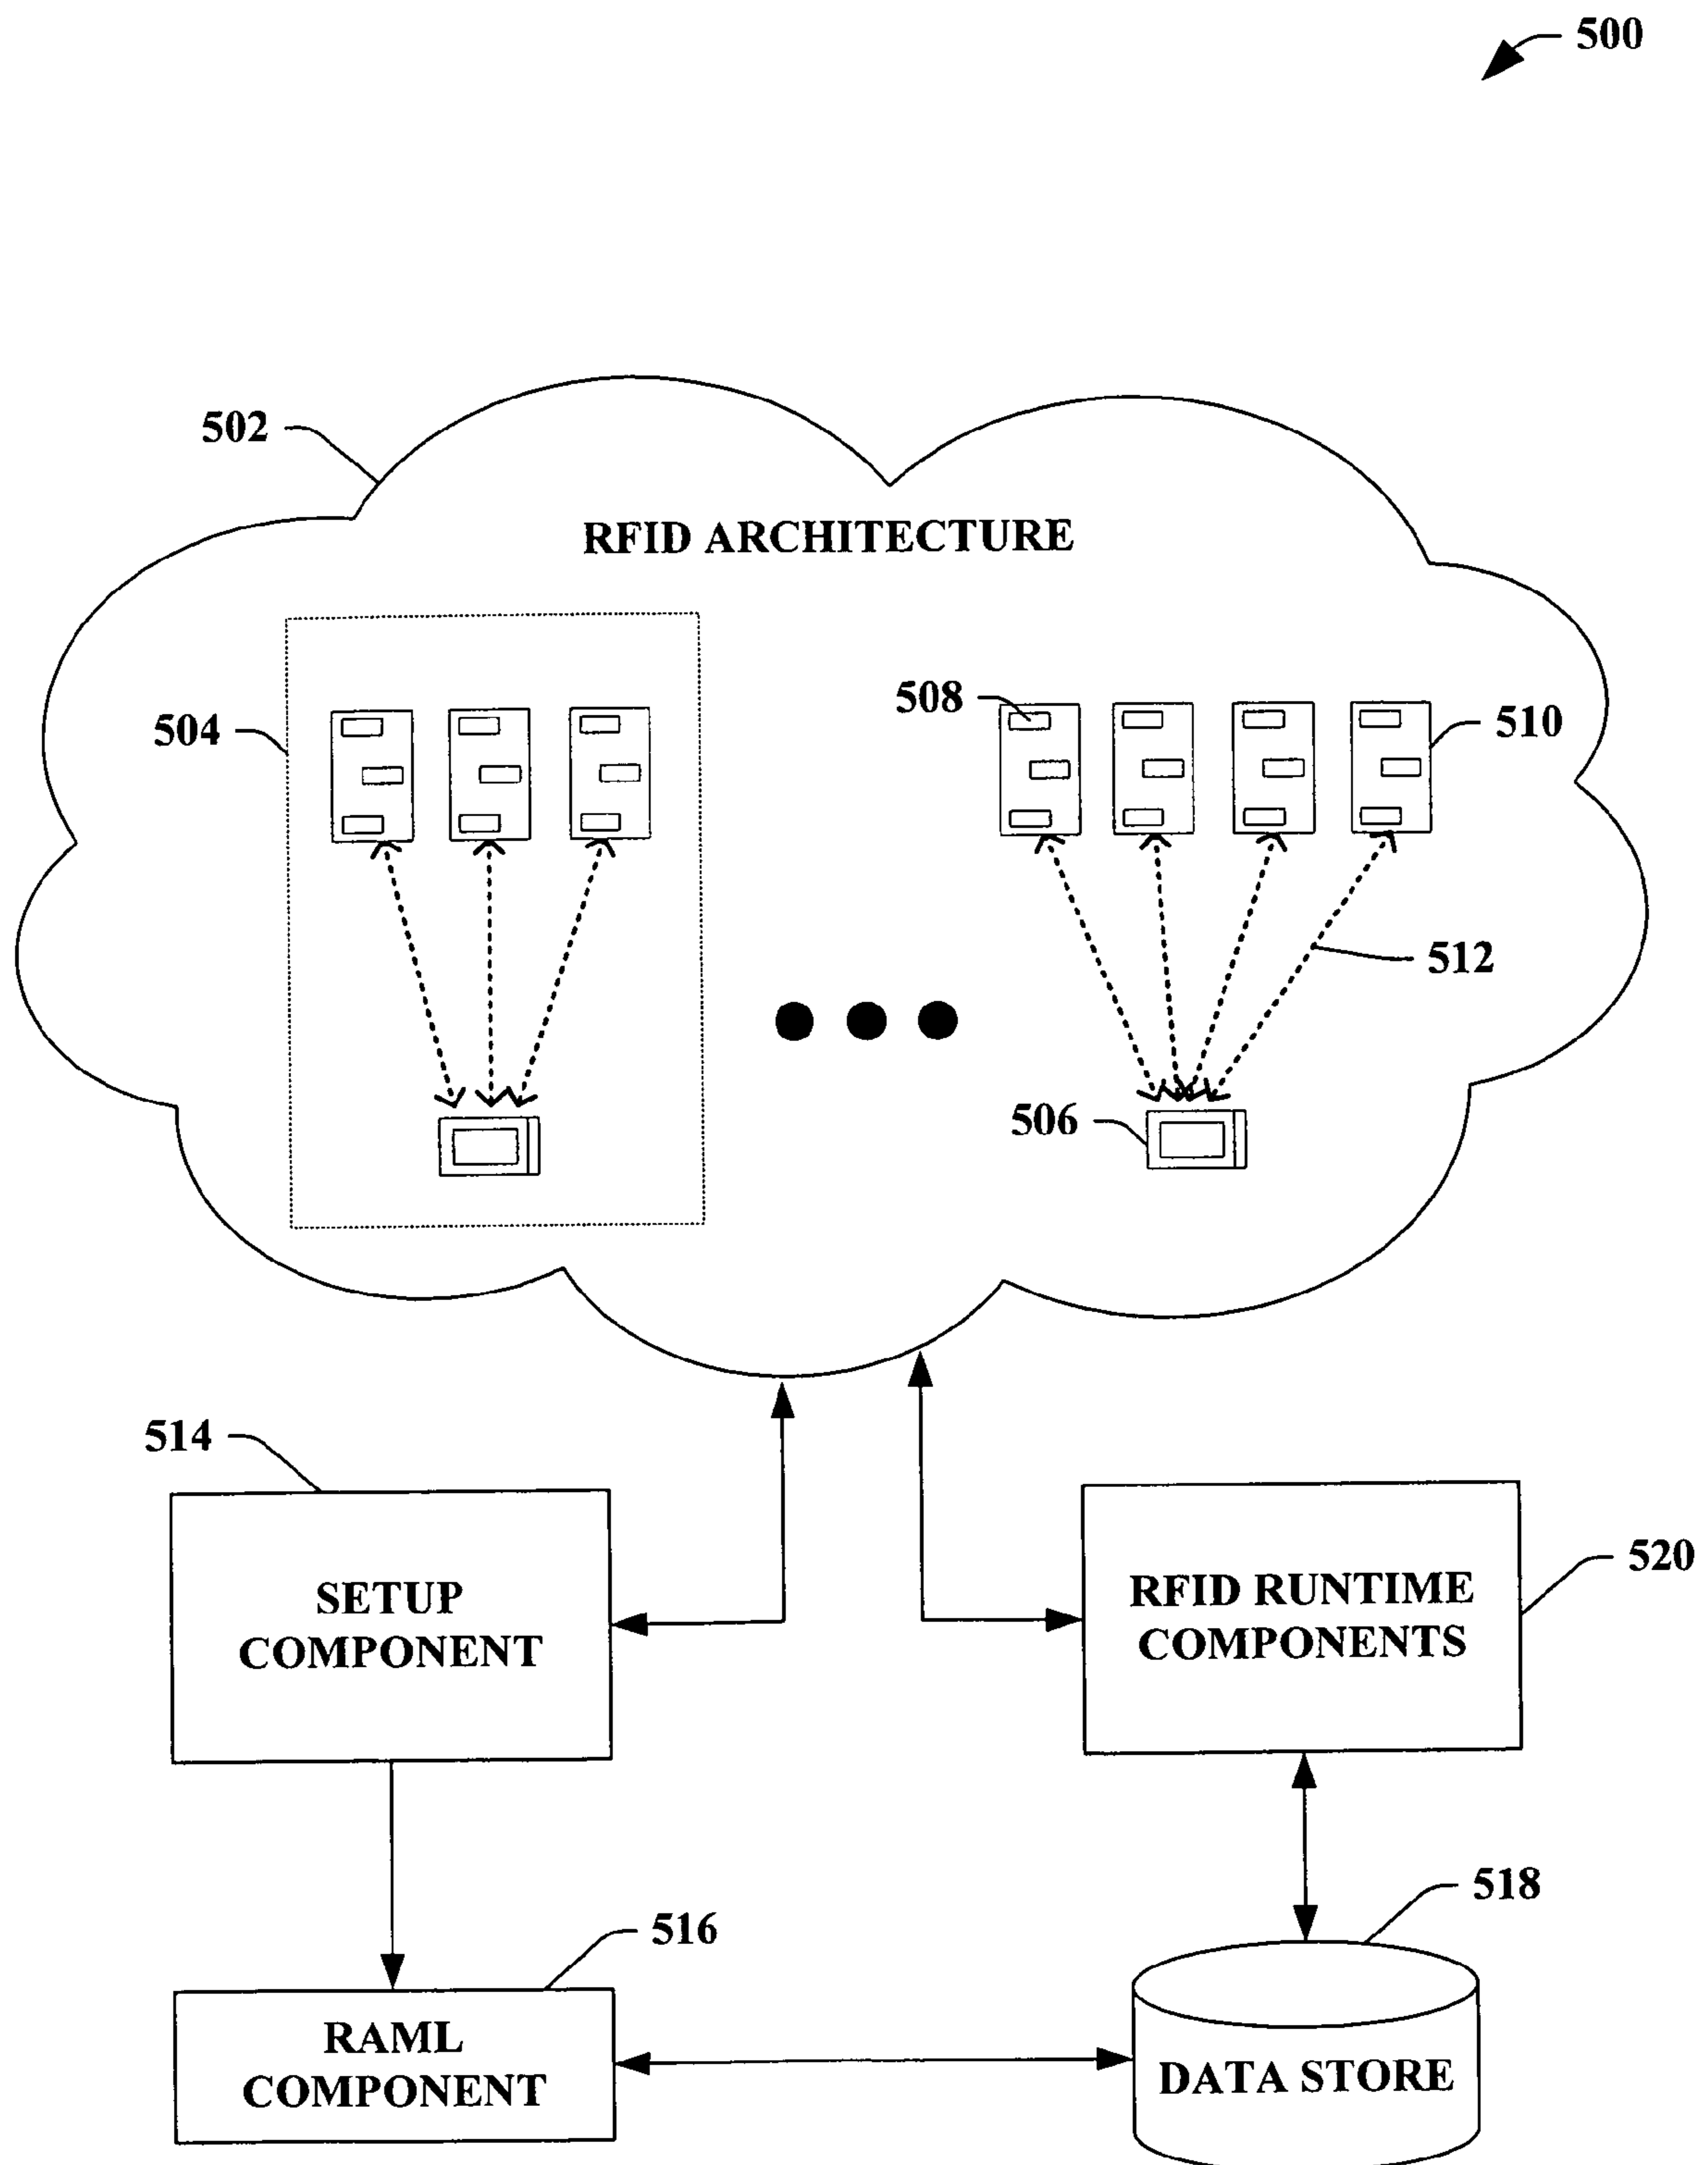 500
502
RFID ARCHITECTURE
504
508
510
512
506
514
SETUP
COMPONENT
RFID RUNTIME
COMPONENTS
520
516
518
RAML
COMPONENT
DATA STORE